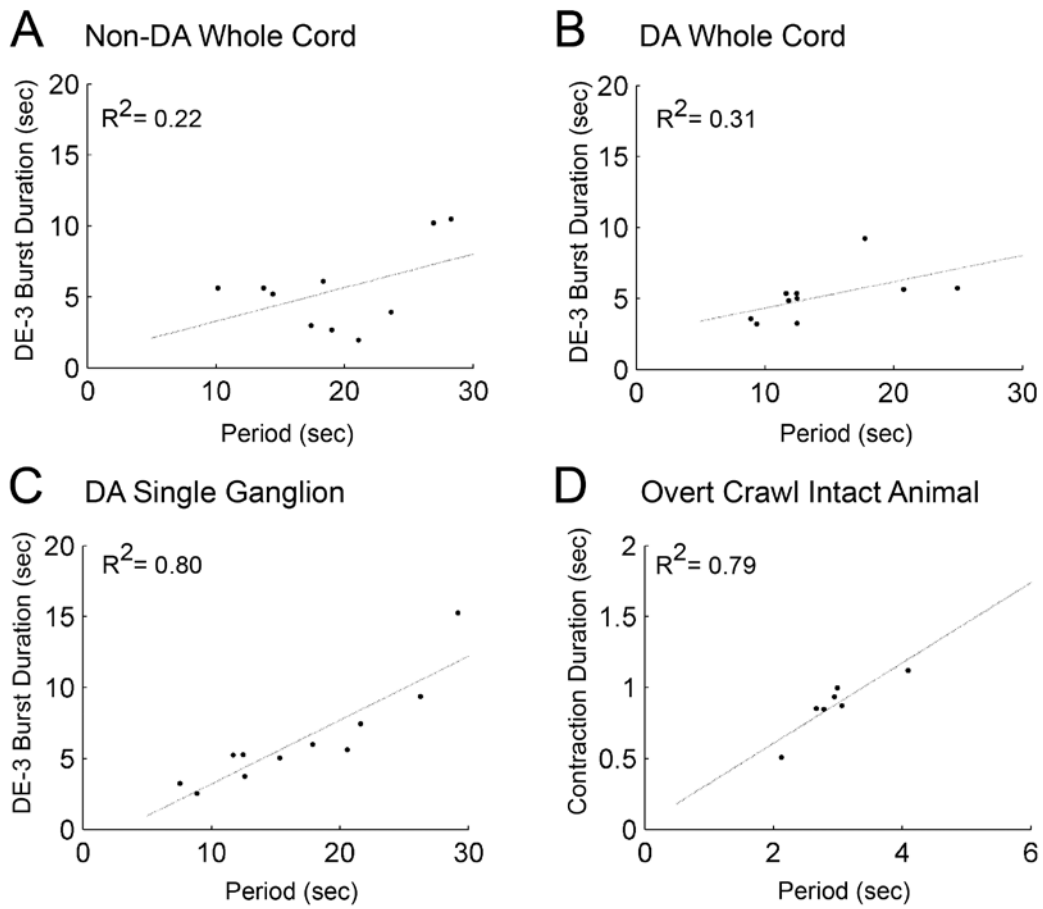 A Non-DA Whole Cord
R²= 0.22
DE-3 Burst Duration (sec)
20
15
10
5
0
0 10 20 30
Period (sec)
B DA Whole Cord
R²= 0.31
DE-3 Burst Duration (sec)
20
15
10
5
0
0 10 20 30
Period (sec)
C DA Single Ganglion
R²= 0.80
DE-3 Burst Duration (sec)
20
15
10
5
0
0 10 20 30
Period (sec)
D Overt Crawl Intact Animal
R²= 0.79
Contraction Duration (sec)
2
1.5
1
0.5
0
0 2 4 6
Period (sec)